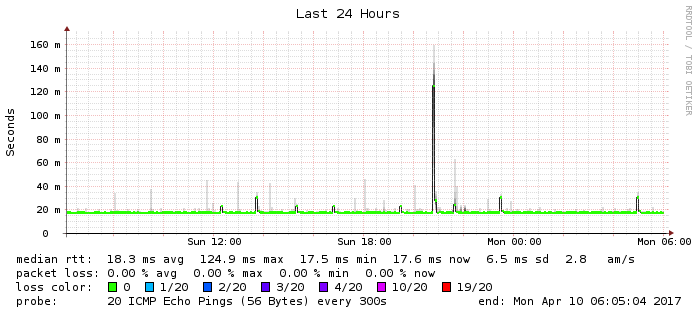 Last 24 Hours
RRDTOOL / TOBI OETIKER
Seconds
160 m
140 m
120 m
100 m
80 m
60 m
40 m
20 m
0
Sun 12:00 Sun 18:00 Mon 00:00 Mon 06:00
median rtt: 18.3 ms avg 124.9 ms max 17.5 ms min 17.6 ms now 6.5 ms sd 2.8 am/s
packet loss: 0.00 % avg 0.00 % max 0.00 % min 0.00 % now
loss color: 0 1/20 2/20 3/20 4/20 10/20 19/20
probe: 20 ICMP Echo Pings (56 Bytes) every 300s end: Mon Apr 10 06:05:04 2017